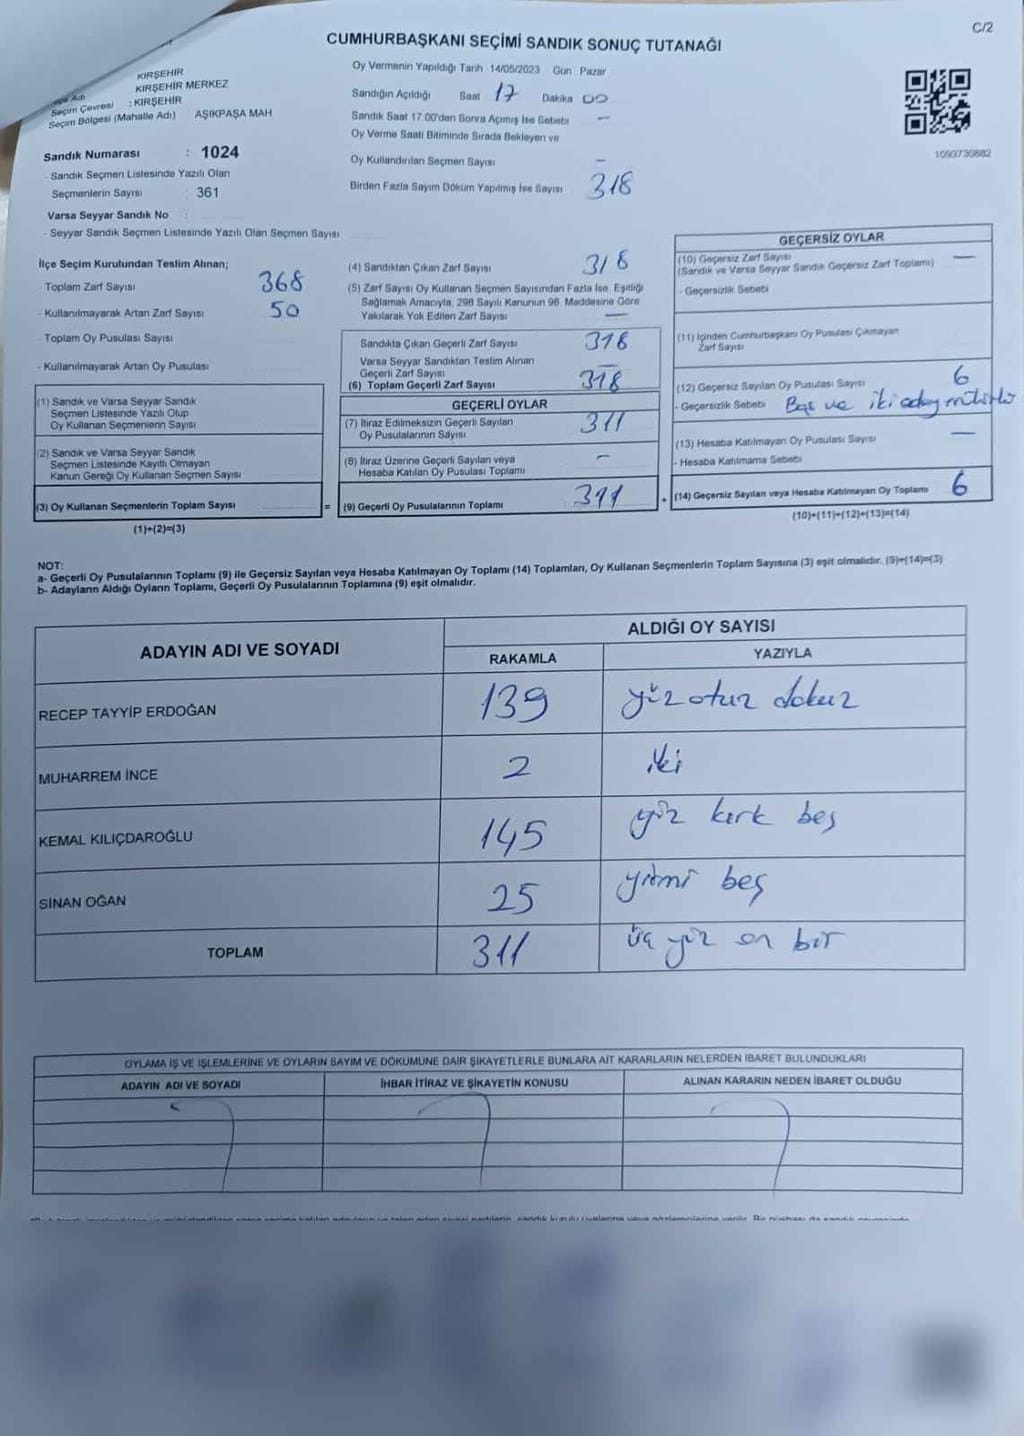 C/2
CUMHURBAŞKANI SEÇİMİ SANDIK SONUÇ TUTANAĞI
KIRŞEHİR
KIRŞEHİR MERKEZ
Seçim Çevresi : KIRŞEHİR
Seçim Bölgesi (Mahalle Adı) AŞIKPAŞA MAH
Oy Vermenin Yapıldığı Tarih 14/05/2023 Gün Pazar
Sandığın Açıldığı Saat 17 Dakika 00
Sandık Saat 17.00'den Sonra Açımış İse Sebebi —
Oy Verme Saati Bitiminde Sırada Bekleyen ve
Oy Kullandırılan Seçmen Sayısı —
Birden Fazla Sayım Döküm Yapılmış İse Sayısı 318
1093730882
Sandık Numarası : 1024
- Sandık Seçmen Listesinde Yazılı Olan
Seçmenlerin Sayısı 361
Varsa Seyyar Sandık No :
- Seyyar Sandık Seçmen Listesinde Yazılı Olan Seçmen Sayısı
İlçe Seçim Kurulundan Teslim Alınan;
- Toplam Zarf Sayısı 368
- Kullanılmayarak Artan Zarf Sayısı 50
- Toplam Oy Pusulası Sayısı
- Kullanılmayarak Artan Oy Pusulası
(1) Sandık ve Varsa Seyyar Sandık
Seçmen Listesinde Yazılı Olup
Oy Kullanan Seçmenlerin Sayısı
(2) Sandık ve Varsa Seyyar Sandık
Seçmen Listesinde Kayıtlı Olmayan
Kanun Gereği Oy Kullanan Seçmen Sayısı
(3) Oy Kullanan Seçmenlerin Toplam Sayısı =
(1)+(2)=(3)
(4) Sandıktan Çıkan Zarf Sayısı 318
(5) Zarf Sayısı Oy Kullanan Seçmen Sayısından Fazla İse, Eşitliği
Sağlamak Amacıyla, 298 Sayılı Kanunun 98. Maddesine Göre
Yakılarak Yok Edilen Zarf Sayısı —
Sandıkta Çıkan Geçerli Zarf Sayısı 318
Varsa Seyyar Sandıktan Teslim Alınan
Geçerli Zarf Sayısı —
(6) Toplam Geçerli Zarf Sayısı 318
GEÇERLİ OYLAR
(7) İtiraz Edilmeksizin Geçerli Sayılan
Oy Pusulalarının Sayısı 311
(8) İtiraz Üzerine Geçerli Sayılan veya
Hesaba Katılan Oy Pusulası Toplamı —
(9) Geçerli Oy Pusulalarının Toplamı 311 +
GEÇERSİZ OYLAR
(10) Geçersiz Zarf Sayısı —
(Sandık ve Varsa Seyyar Sandık Geçersiz Zarf Toplamı)
- Geçersizlik Sebebi
(11) İçinden Cumhurbaşkanı Oy Pusulası Çıkmayan
Zarf Sayısı
(12) Geçersiz Sayılan Oy Pusulası Sayısı 6
- Geçersizlik Sebebi Boş ve iki aday mühürlü
(13) Hesaba Katılmayan Oy Pusulası Sayısı —
- Hesaba Katılmama Sebebi
(14) Geçersiz Sayılan veya Hesaba Katılmayan Oy Toplamı 6
(10)+(11)+(12)+(13)=(14)
NOT:
a- Geçerli Oy Pusulalarının Toplamı (9) ile Geçersiz Sayılan veya Hesaba Katılmayan Oy Toplamı (14) Toplamları, Oy Kullanan Seçmenlerin Toplam Sayısına (3) eşit olmalıdır. (9)+(14)=(3)
b- Adayların Aldığı Oyların Toplamı, Geçerli Oy Pusulalarının Toplamına (9) eşit olmalıdır.
ADAYIN ADI VE SOYADI ALDIĞI OY SAYISI
RAKAMLA YAZIYLA
RECEP TAYYİP ERDOĞAN 139 yüz otuz dokuz
MUHARREM İNCE 2 iki
KEMAL KILIÇDAROĞLU 145 yüz kırk beş
SİNAN OĞAN 25 yirmi beş
TOPLAM 311 üç yüz on bir
OYLAMA İŞ VE İŞLEMLERİNE VE OYLARIN SAYIM VE DÖKÜMÜNE DAİR ŞİKAYETLERLE BUNLARA AİT KARARLARIN NELERDEN İBARET BULUNDUKLARI
ADAYIN ADI VE SOYADI İHBAR İTİRAZ VE ŞİKAYETİN KONUSU ALINAN KARARIN NEDEN İBARET OLDUĞU